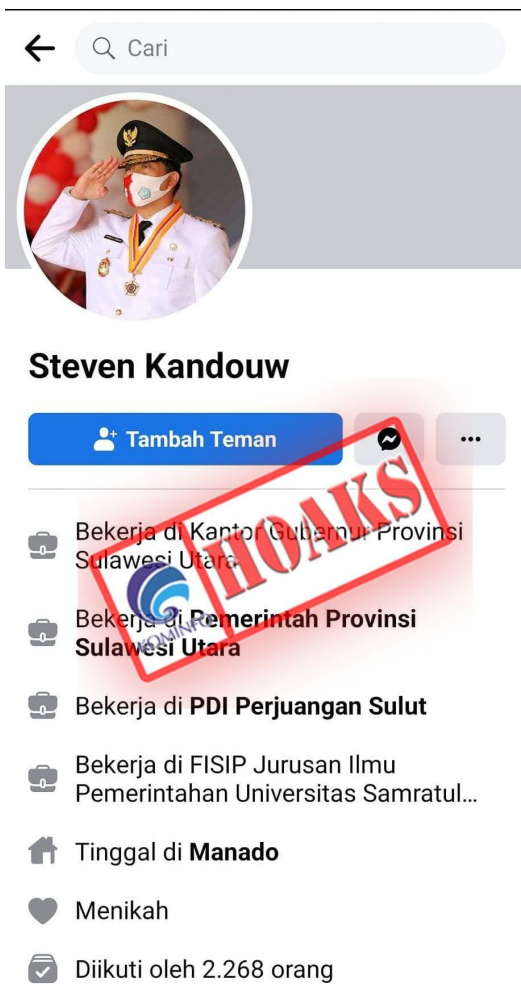 Cari
Steven Kandouw
Tambah Teman
Bekerja di Kantor Gubernur Provinsi
Sulawesi Utara
HOAKS
KOMINFO
Bekerja di Pemerintah Provinsi
Sulawesi Utara
Bekerja di PDI Perjuangan Sulut
Bekerja di FISIP Jurusan Ilmu
Pemerintahan Universitas Samratul...
Tinggal di Manado
Menikah
Diikuti oleh 2.268 orang